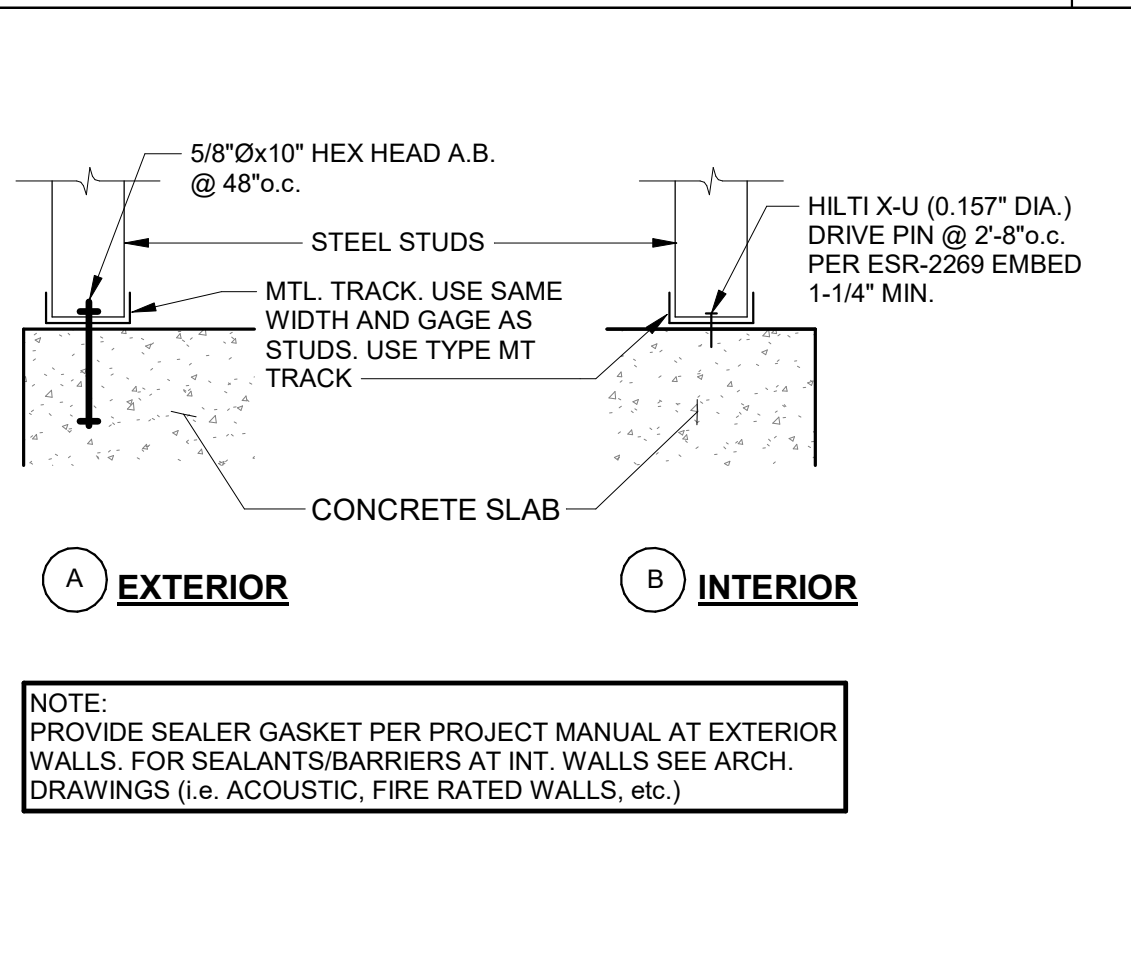 5/8"Øx10" HEX HEAD A.B.
@ 48"o.c.
STEEL STUDS
MTL. TRACK. USE SAME
WIDTH AND GAGE AS
STUDS. USE TYPE MT
TRACK
HILTI X-U (0.157" DIA.)
DRIVE PIN @ 2'-8"o.c.
PER ESR-2269 EMBED
1-1/4" MIN.
CONCRETE SLAB
A EXTERIOR
B INTERIOR
NOTE:
PROVIDE SEALER GASKET PER PROJECT MANUAL AT EXTERIOR
WALLS. FOR SEALANTS/BARRIERS AT INT. WALLS SEE ARCH.
DRAWINGS (i.e. ACOUSTIC, FIRE RATED WALLS, etc.)